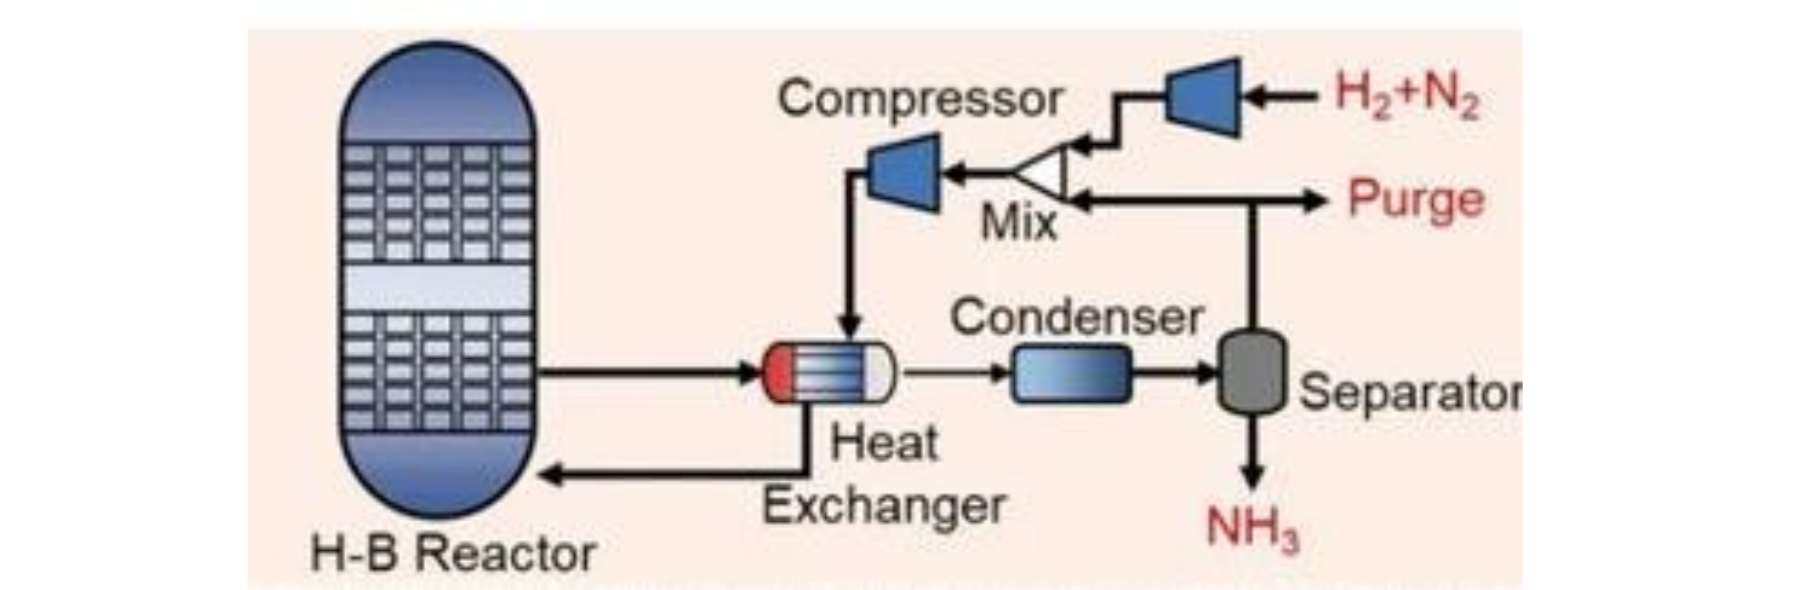 Compressor
H₂+N₂
Purge
Mix
Condenser
Separator
Heat
Exchanger
NH₃
H-B Reactor